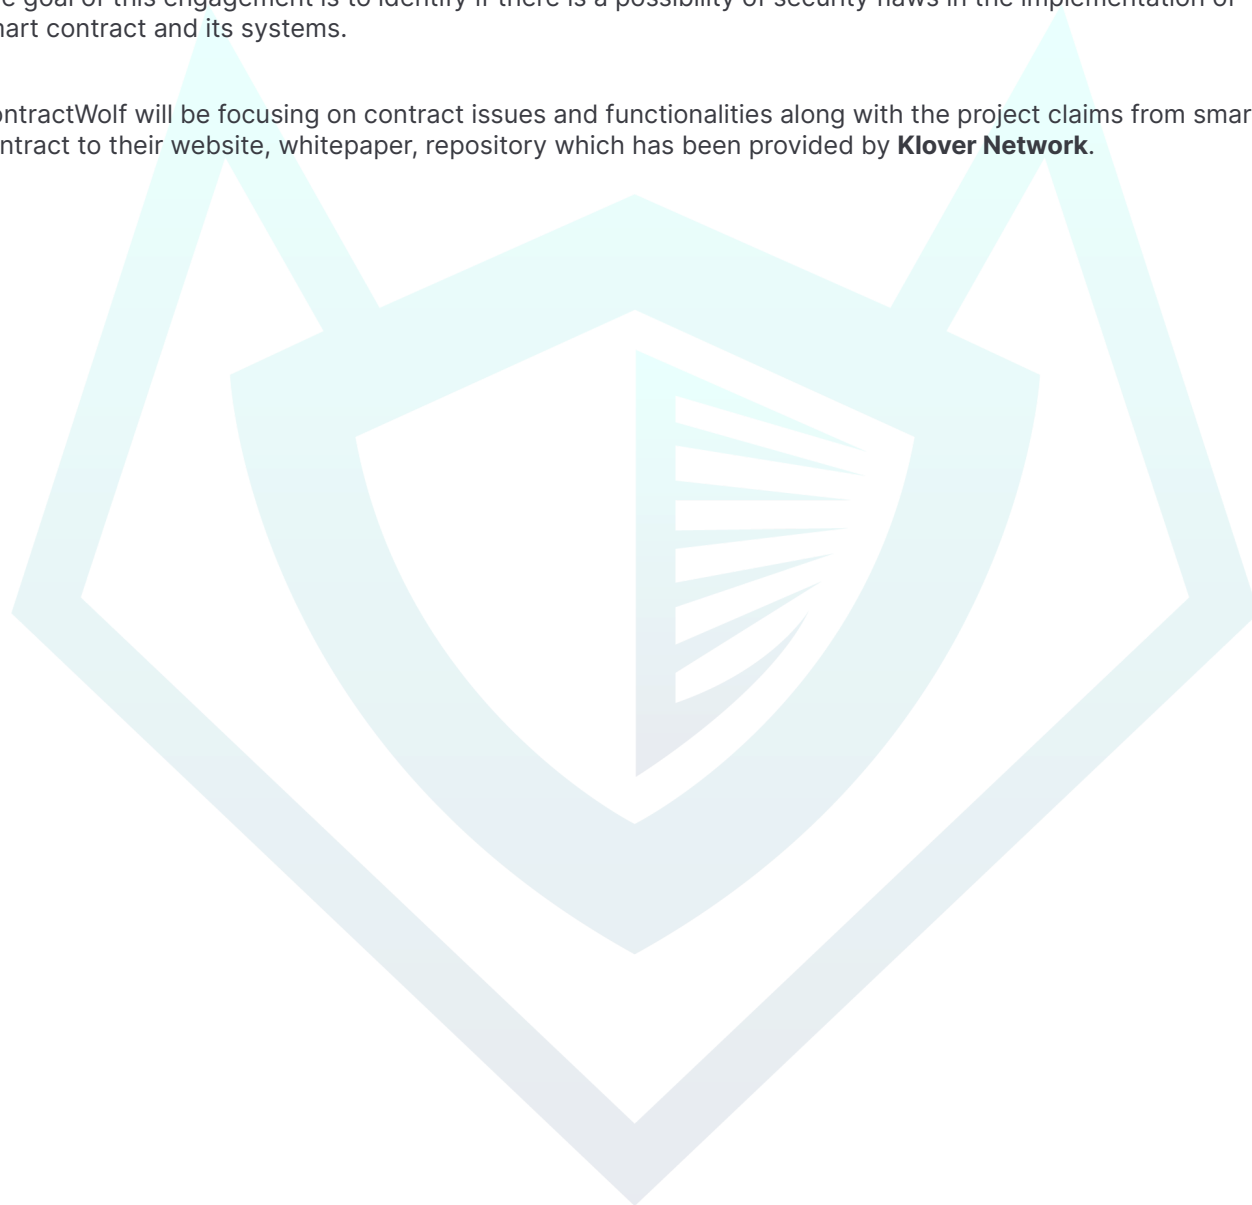 goal of this engagement is to identify if there is a possibility of security flaws in the implementation of
art contract and its systems.
ontractWolf will be focusing on contract issues and functionalities along with the project claims from smar
ntract to their website, whitepaper, repository which has been provided by Klover Network.